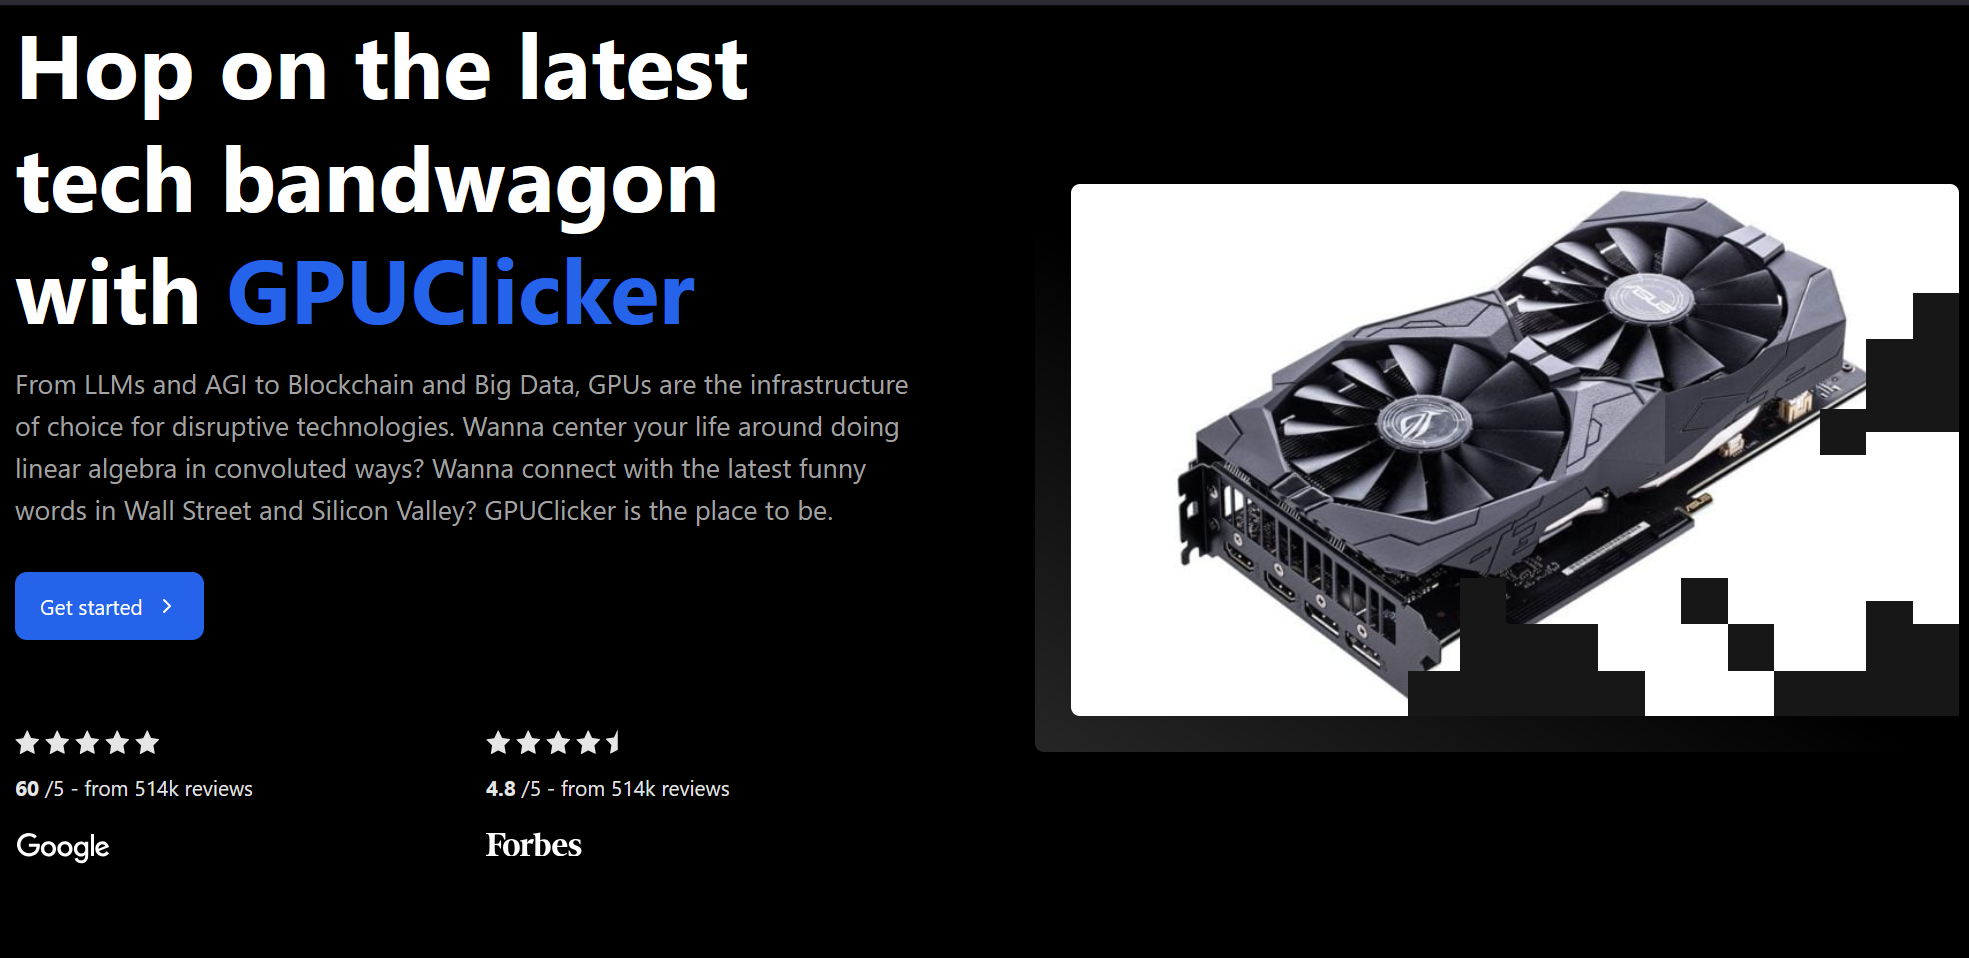 Hop on the latest
tech bandwagon
with GPUClicker
From LLMs and AGI to Blockchain and Big Data, GPUs are the infrastructure
of choice for disruptive technologies. Wanna center your life around doing
linear algebra in convoluted ways? Wanna connect with the latest funny
words in Wall Street and Silicon Valley? GPUClicker is the place to be.
Get started
60 /5 - from 514k reviews
4.8 /5 - from 514k reviews
Google
Forbes
ASUS